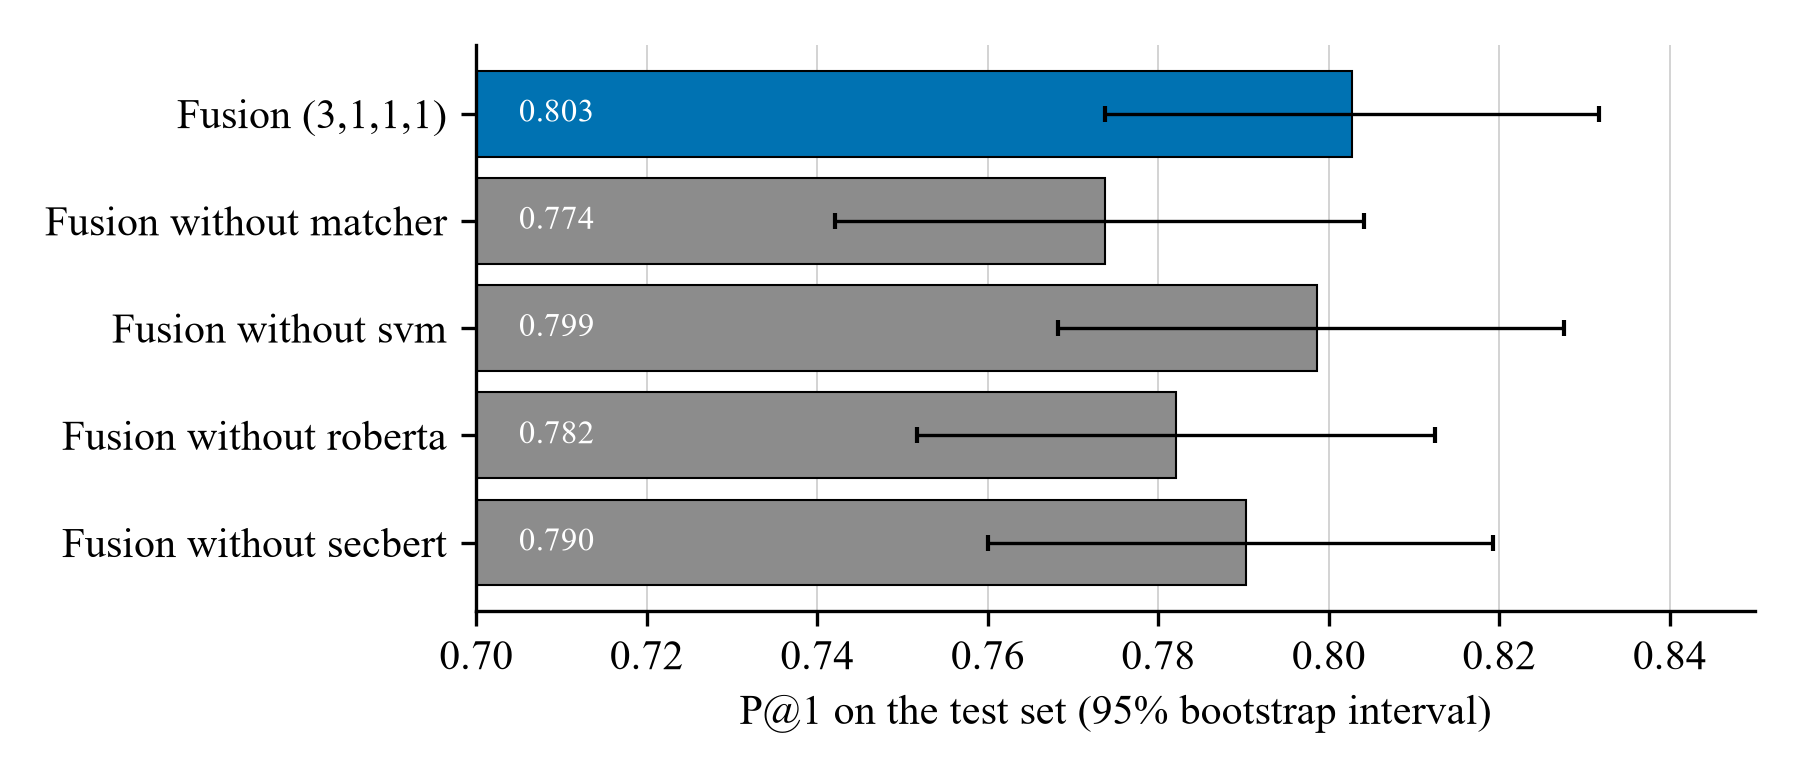 Fusion (3,1,1,1)
0.803
Fusion without matcher
0.774
Fusion without svm
0.799
Fusion without roberta
0.782
Fusion without secbert
0.790
0.70 0.72 0.74 0.76 0.78 0.80 0.82 0.84
P@1 on the test set (95% bootstrap interval)